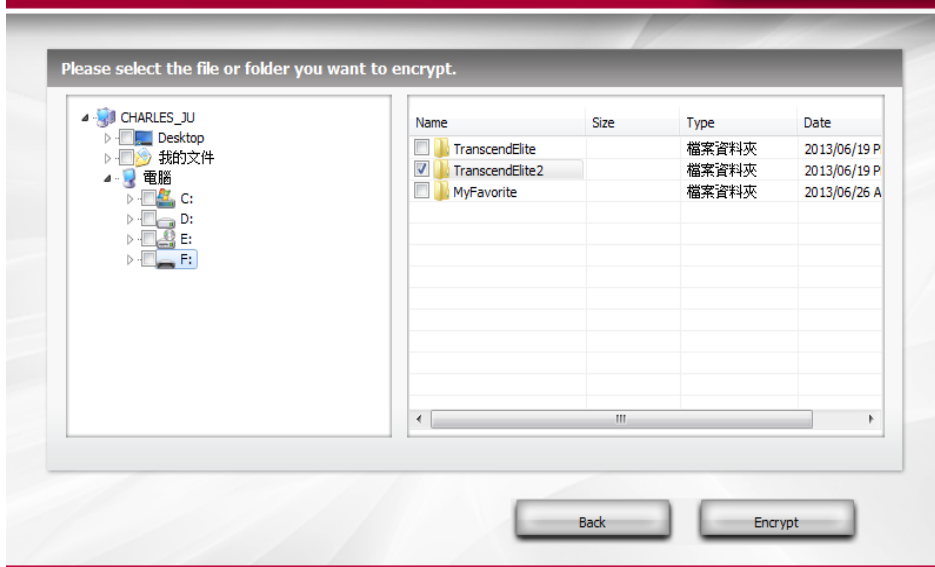 Please select the file or folder you want to encrypt.
CHARLES_JU
Desktop
我的文件
電腦
C:
D:
E:
F:
Name Size Type Date
TranscendElite 檔案資料夾 2013/06/19 P
TranscendElite2 檔案資料夾 2013/06/19 P
MyFavorite 檔案資料夾 2013/06/26 A
Back Encrypt